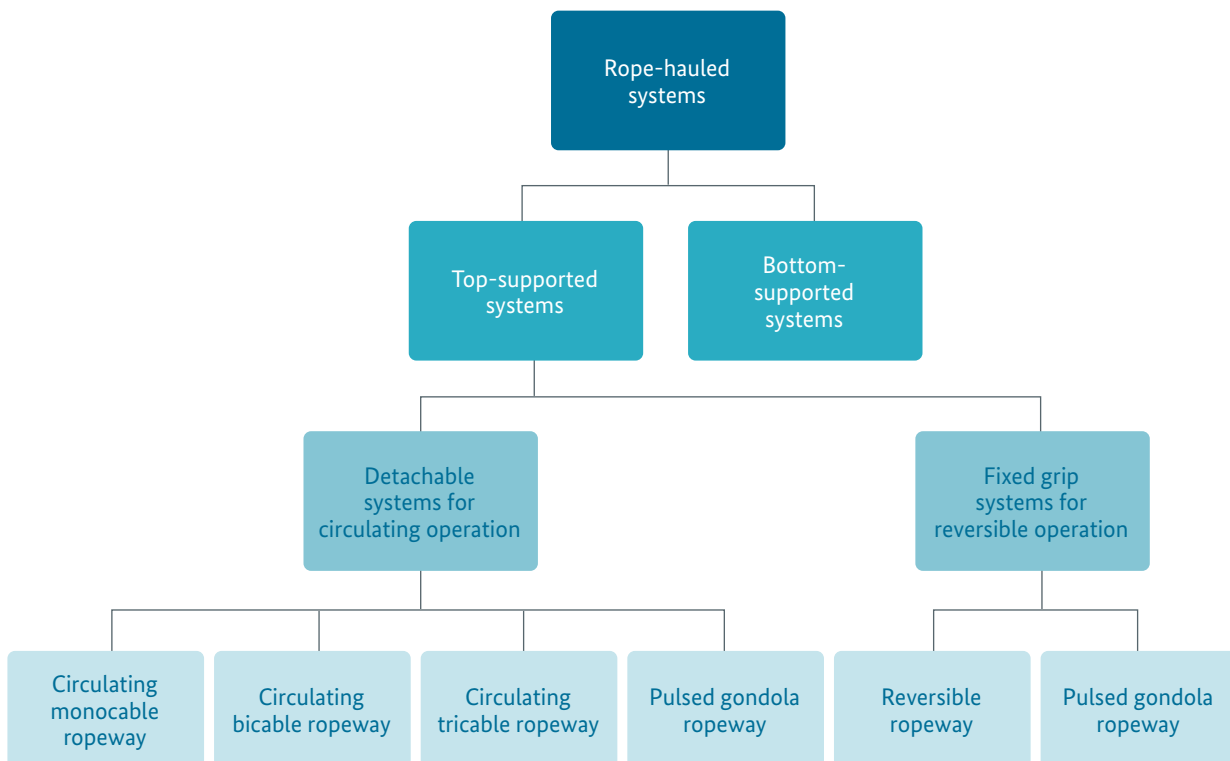 Rope-hauled
systems
Top-supported
systems
Bottom-
supported
systems
Detachable
systems for
circulating operation
Fixed grip
systems for
reversible operation
Circulating
monocable
ropeway
Circulating
bicable ropeway
Circulating
tricable ropeway
Pulsed gondola
ropeway
Reversible
ropeway
Pulsed gondola
ropeway